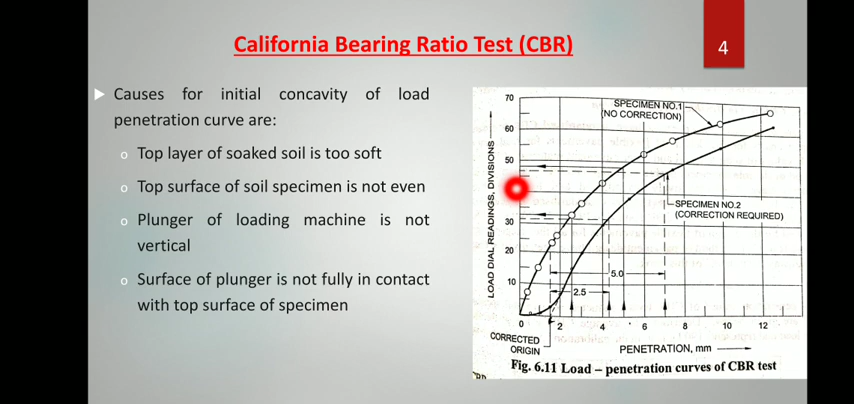 California Bearing Ratio Test (CBR)
4
Causes for initial concavity of load
penetration curve are:
o Top layer of soaked soil is too soft
o Top surface of soil specimen is not even
o Plunger of loading machine is not
vertical
o Surface of plunger is not fully in contact
with top surface of specimen
70
60
50
30
20
10
LOAD DIAL READINGS, DIVISIONS
SPECIMEN NO.1
(NO CORRECTION)
SPECIMEN NO.2
(CORRECTION REQUIRED)
5.0
2.5
0 2 4 6 8 10 12
CORRECTED
ORIGIN
PENETRATION, mm
Fig. 6.11 Load – penetration curves of CBR test